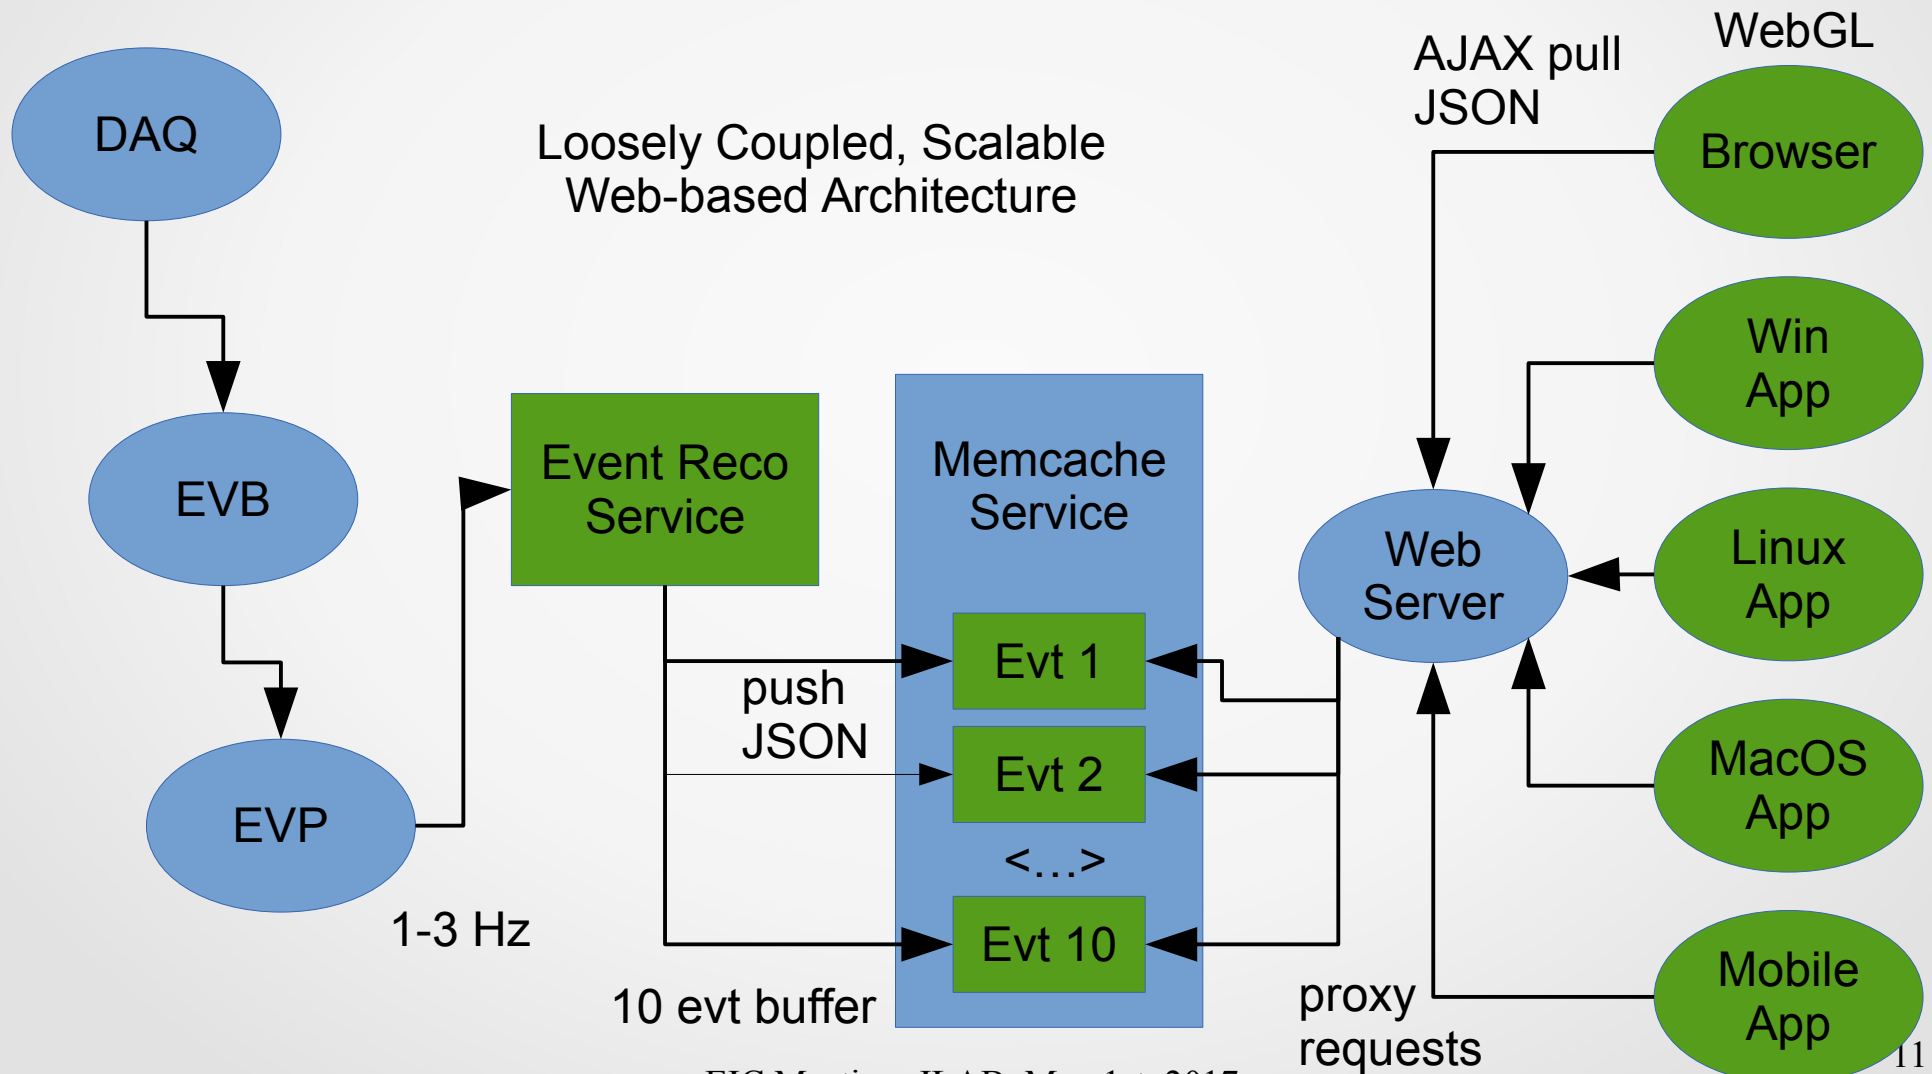 WebGL
AJAX pull
JSON
Browser
DAQ
Loosely Coupled, Scalable
Web-based Architecture
Win
App
Event Reco
Service
Memcache
Service
EVB
Web
Server
Linux
App
Evt 1
push
JSON
Evt 2
MacOS
App
EVP
<...>
1-3 Hz
Evt 10
10 evt buffer
proxy
requests
Mobile
App
11